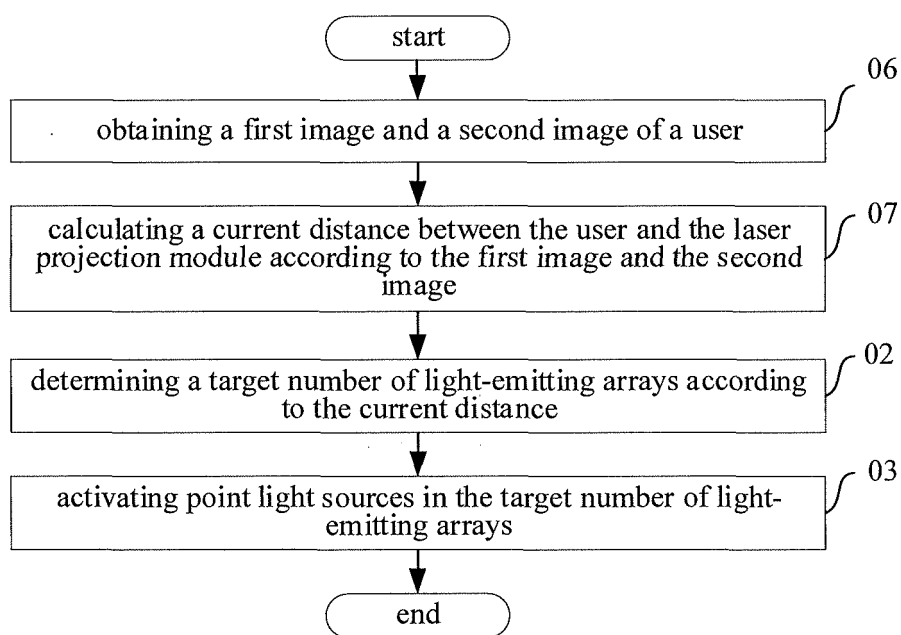 start
06
obtaining a first image and a second image of a user
07
calculating a current distance between the user and the laser
projection module according to the first image and the second
image
02
determining a target number of light-emitting arrays according
to the current distance
03
activating point light sources in the target number of light-
emitting arrays
end